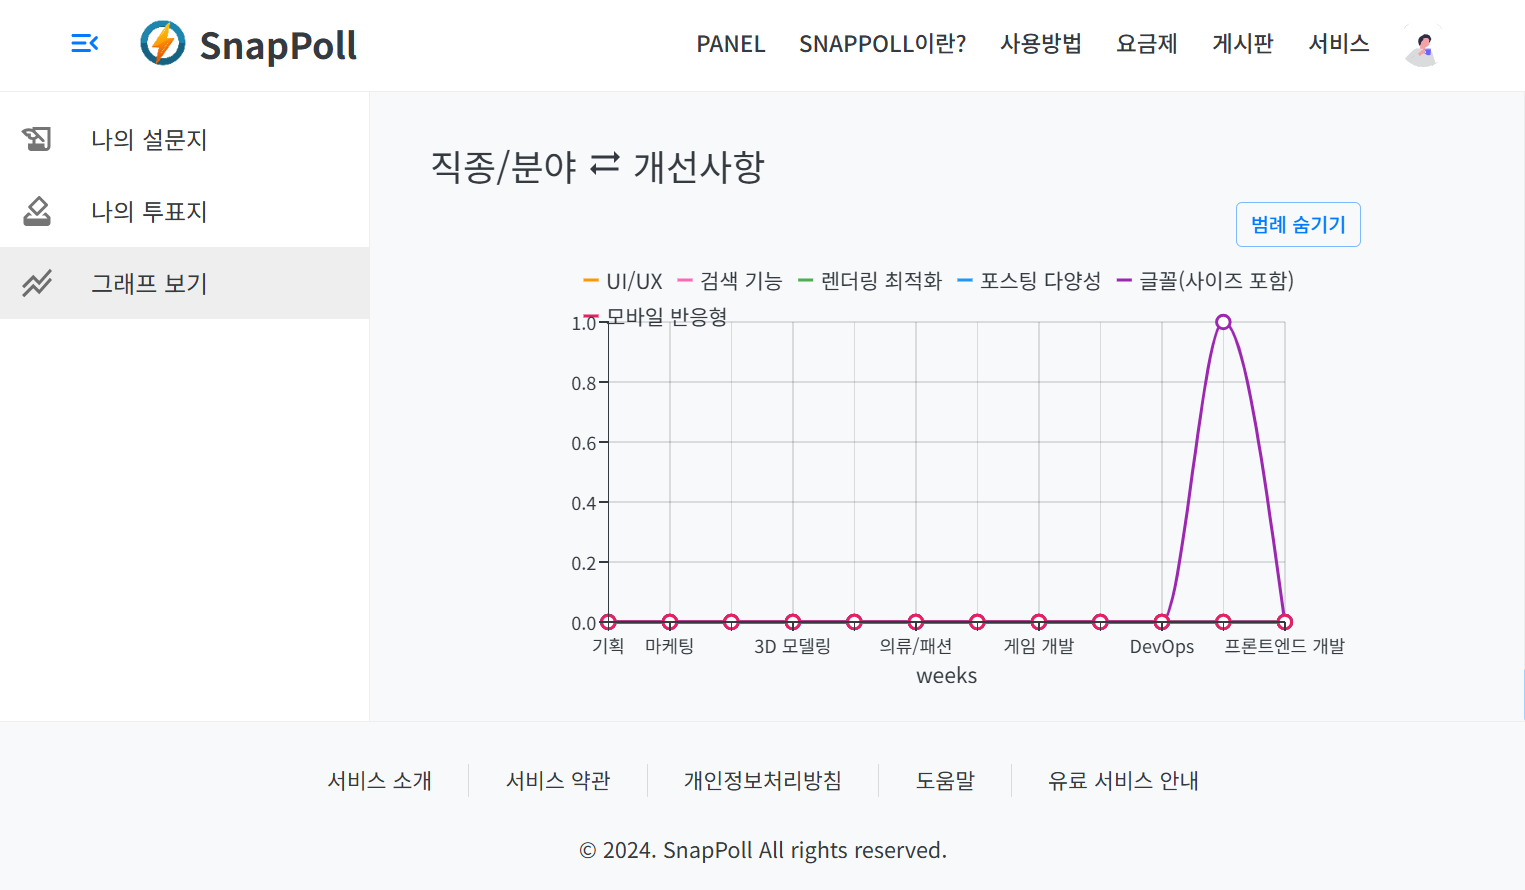 SnapPoll
PANEL SNAPPOLL이란? 사용방법 요금제 게시판 서비스
나의 설문지
나의 투표지
그래프 보기
직종/분야 ⇄ 개선사항
범례 숨기기
UI/UX 검색 기능 렌더링 최적화 포스팅 다양성 글꼴(사이즈 포함)
모바일 반응형
1.0
0.8
0.6
0.4
0.2
0.0
기획 마케팅 3D 모델링 의류/패션 게임 개발 DevOps 프론트엔드 개발
weeks
서비스 소개 서비스 약관 개인정보처리방침 도움말 유료 서비스 안내
© 2024. SnapPoll All rights reserved.